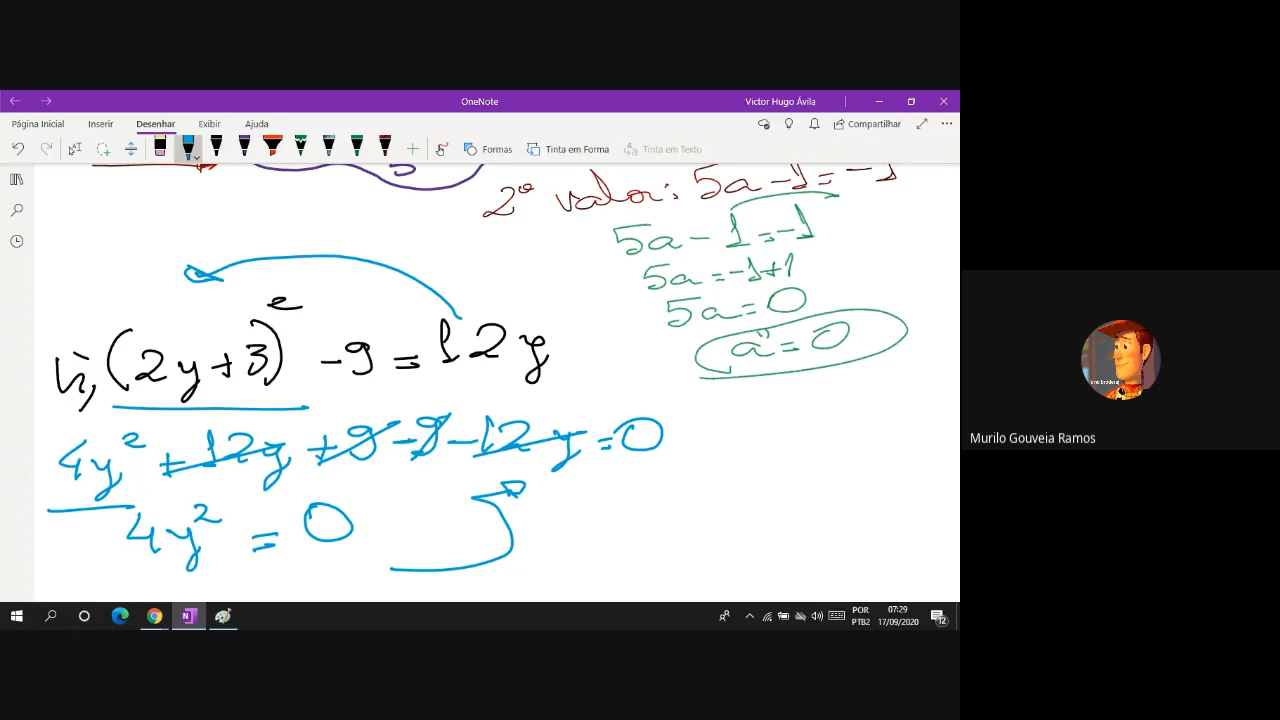 OneNote
Victor Hugo Ávila
Página Inicial Inserir Desenhar Exibir Ajuda
Compartilhar
Formas Tinta em Forma Tinta em Texto
2º valor: 5a - 1 = -1
5a - 1 = -1
5a = -1 + 1
5a = 0
a = 0
h, (2y + 3)² - 9 = 12y
4y² + 12y + 9 - 9 - 12y = 0
4y² = 0
Murilo Gouveia Ramos
POR 07:29
PTB2 17/09/2020
12